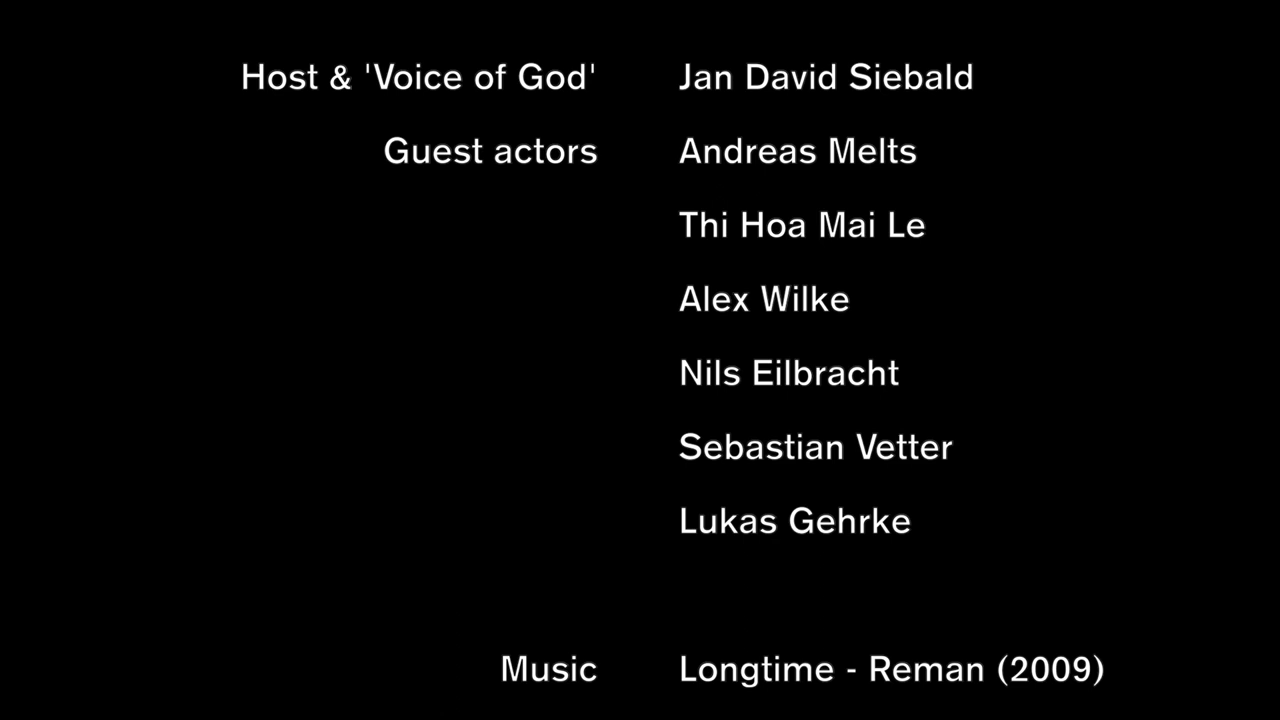 Host & 'Voice of God' Jan David Siebald
Guest actors Andreas Melts
Thi Hoa Mai Le
Alex Wilke
Nils Eilbracht
Sebastian Vetter
Lukas Gehrke
Music Longtime - Reman (2009)